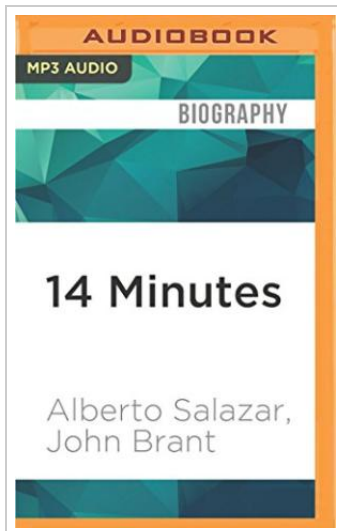 AUDIOBOOK
MP3 AUDIO
BIOGRAPHY
14 Minutes
Alberto Salazar,
John Brant